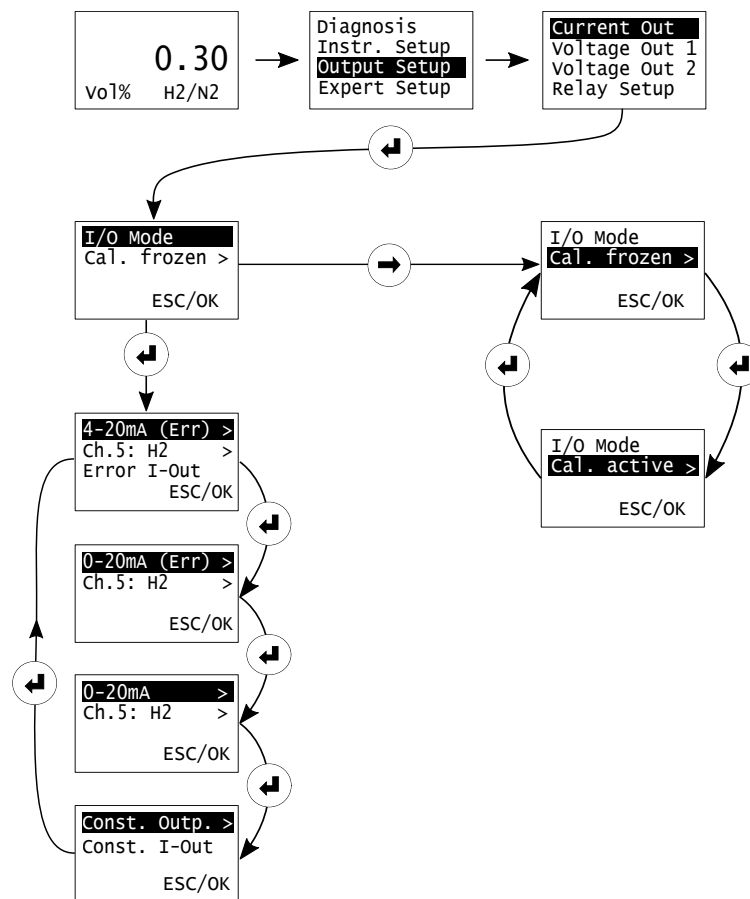 0.30
Vol% H2/N2
Diagnosis
Instr. Setup
Output Setup
Expert Setup
Current Out
Voltage Out 1
Voltage Out 2
Relay Setup
I/O Mode
Cal. frozen >
ESC/OK
I/O Mode
Cal. frozen >
ESC/OK
4-20mA (Err) >
Ch.5: H2 >
Error I-Out
ESC/OK
I/O Mode
Cal. active >
ESC/OK
0-20mA (Err) >
Ch.5: H2 >
ESC/OK
0-20mA >
Ch.5: H2 >
ESC/OK
Const. Outp. >
Const. I-Out
ESC/OK